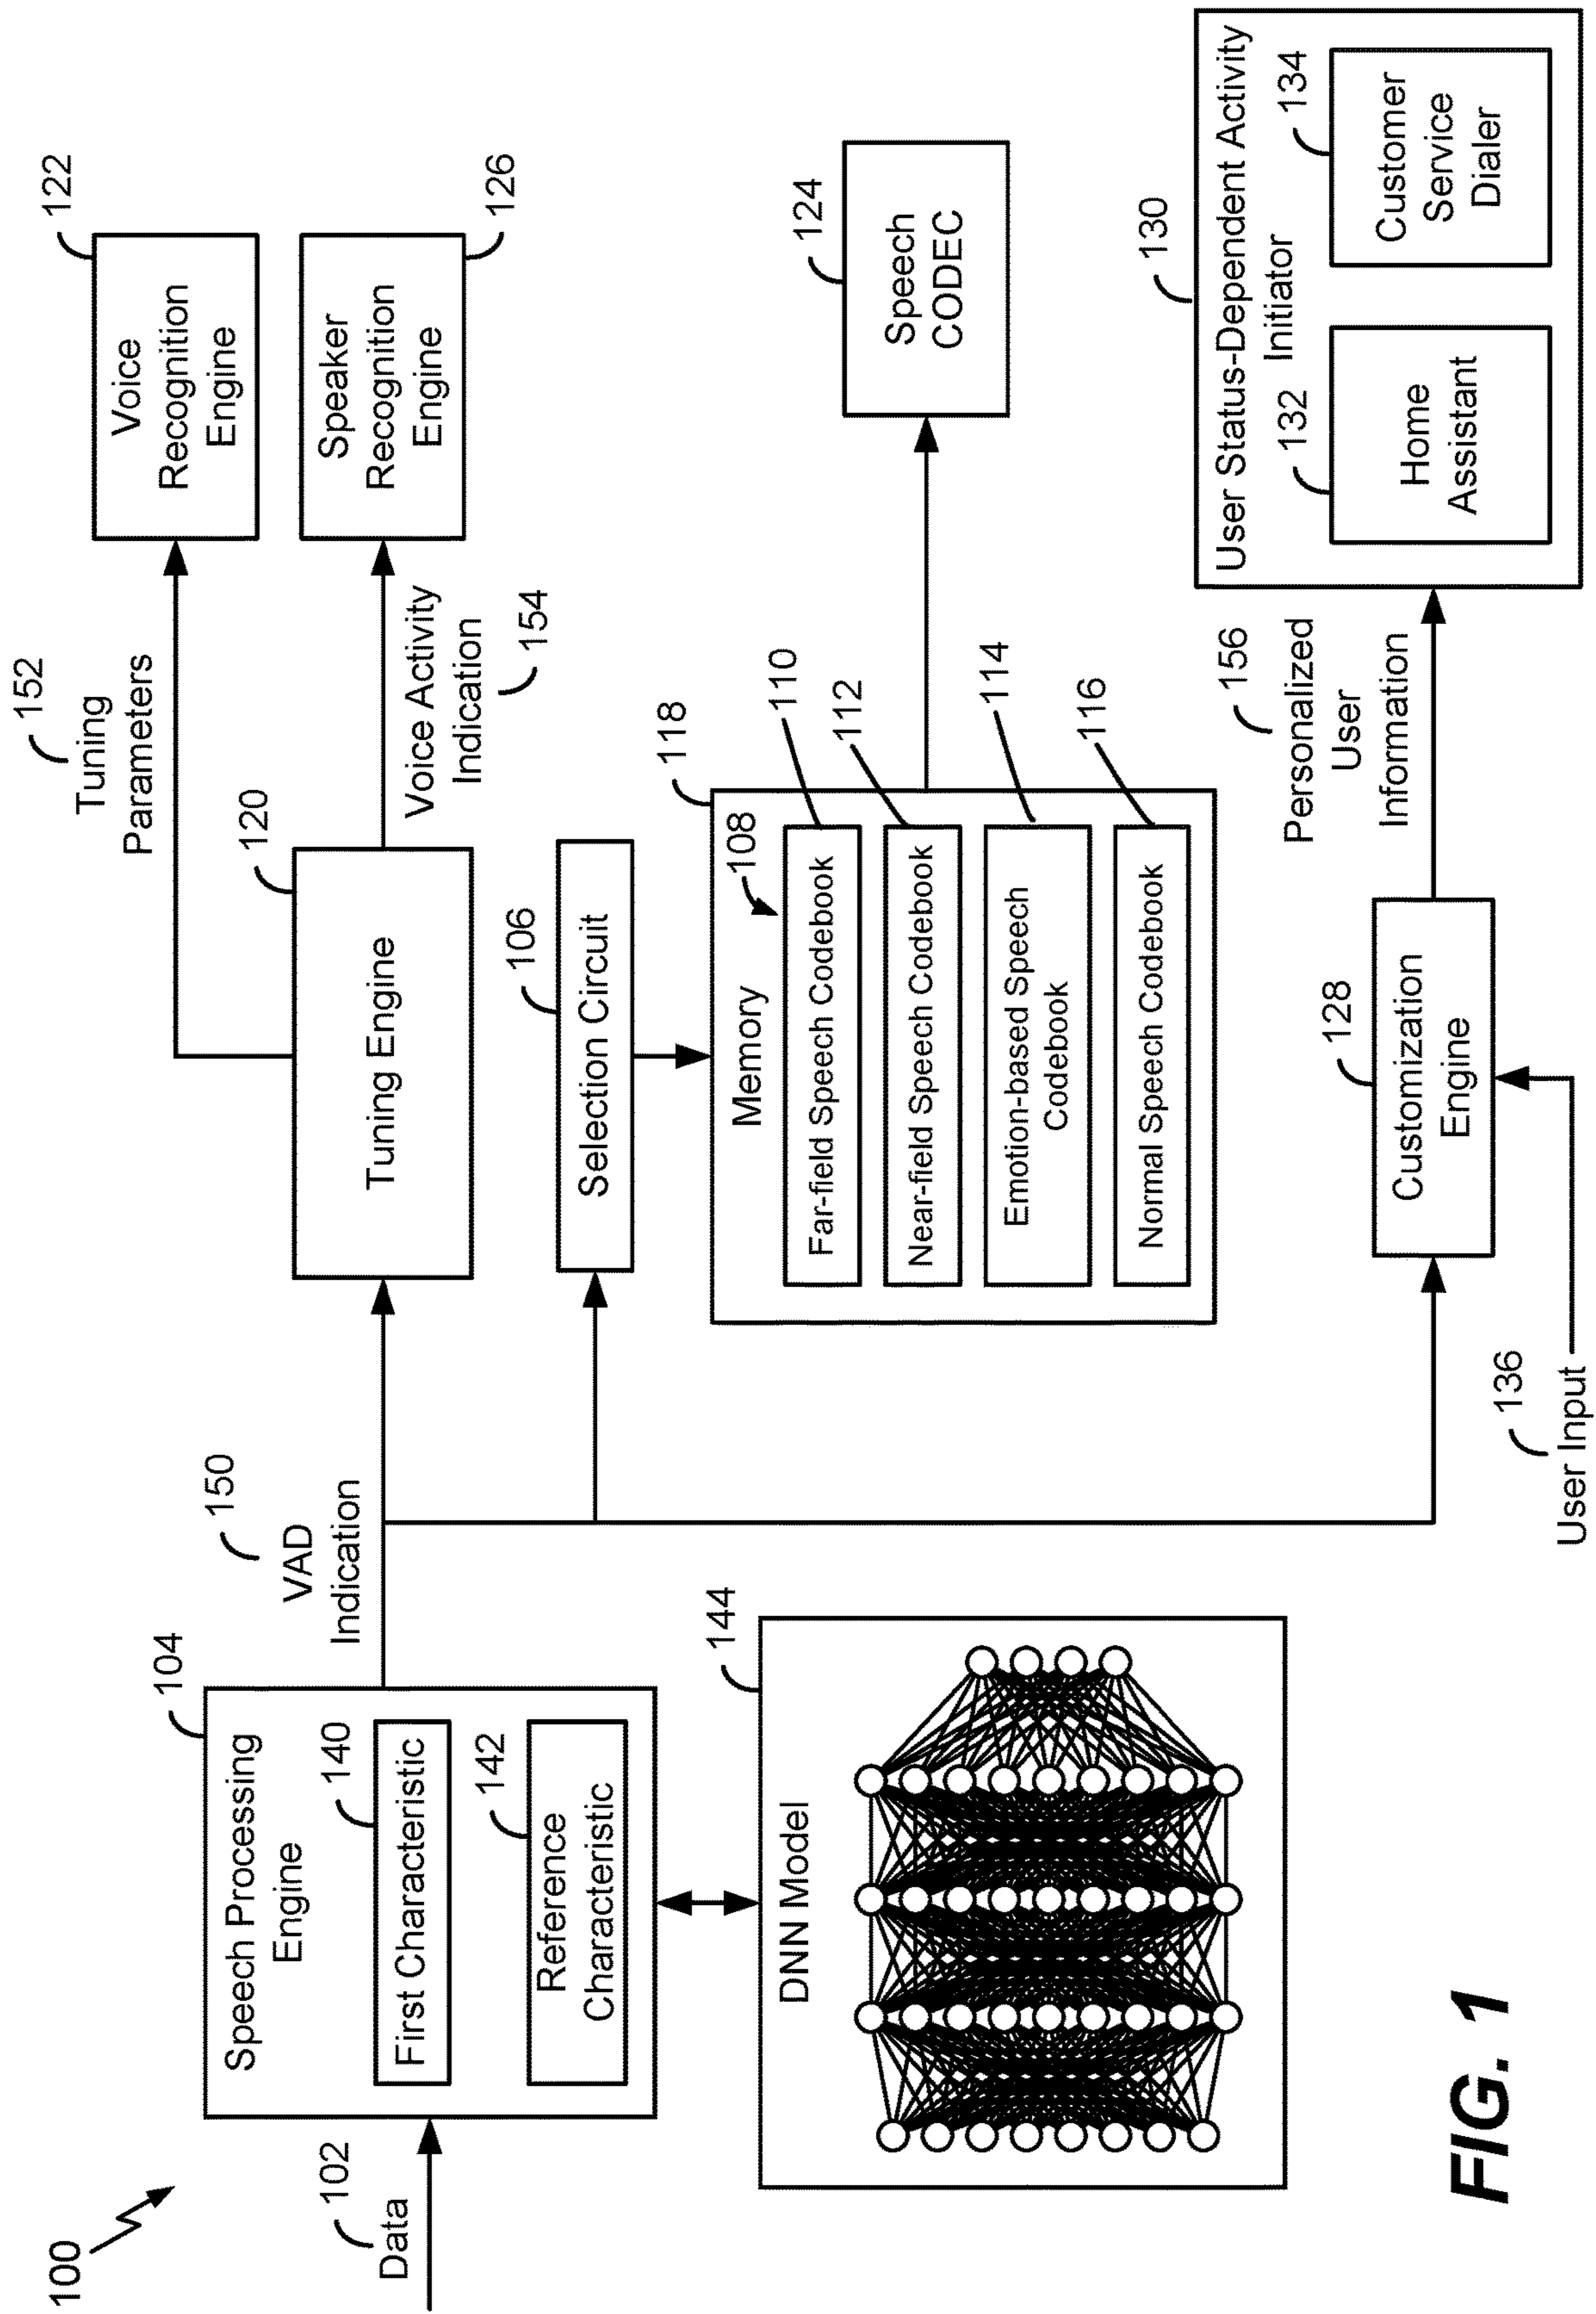 100
102
Data
104
Speech Processing
Engine
140
First Characteristic
142
Reference
Characteristic
144
DNN Model
150
VAD
Indication
120
Tuning Engine
152
Tuning
Parameters
122
Voice
Recognition
Engine
Voice Activity
Indication
154
Speaker
Recognition
Engine
126
106
Selection Circuit
118
Memory
108
Far-field Speech Codebook
110
Near-field Speech Codebook
112
Emotion-based Speech
Codebook
114
Normal Speech Codebook
116
124
Speech
CODEC
136
User Input
128
Customization
Engine
156
Personalized
User
Information
130
User Status-Dependent Activity
Initiator
132
Home
Assistant
134
Customer
Service
Dialer
FIG. 1